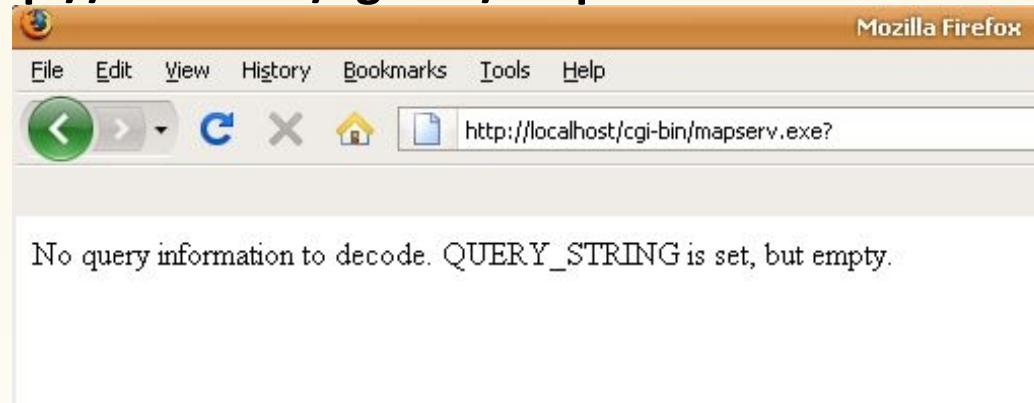 Mozilla Firefox
File Edit View History Bookmarks Tools Help
http://localhost/cgi-bin/mapserv.exe?
No query information to decode. QUERY_STRING is set, but empty.